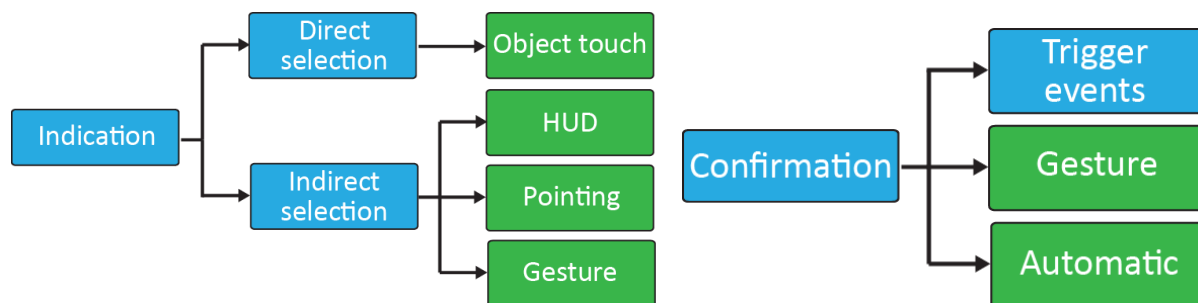 Direct
selection
Object touch
Indication
HUD
Indirect
selection
Pointing
Gesture
Trigger
events
Confirmation
Gesture
Automatic